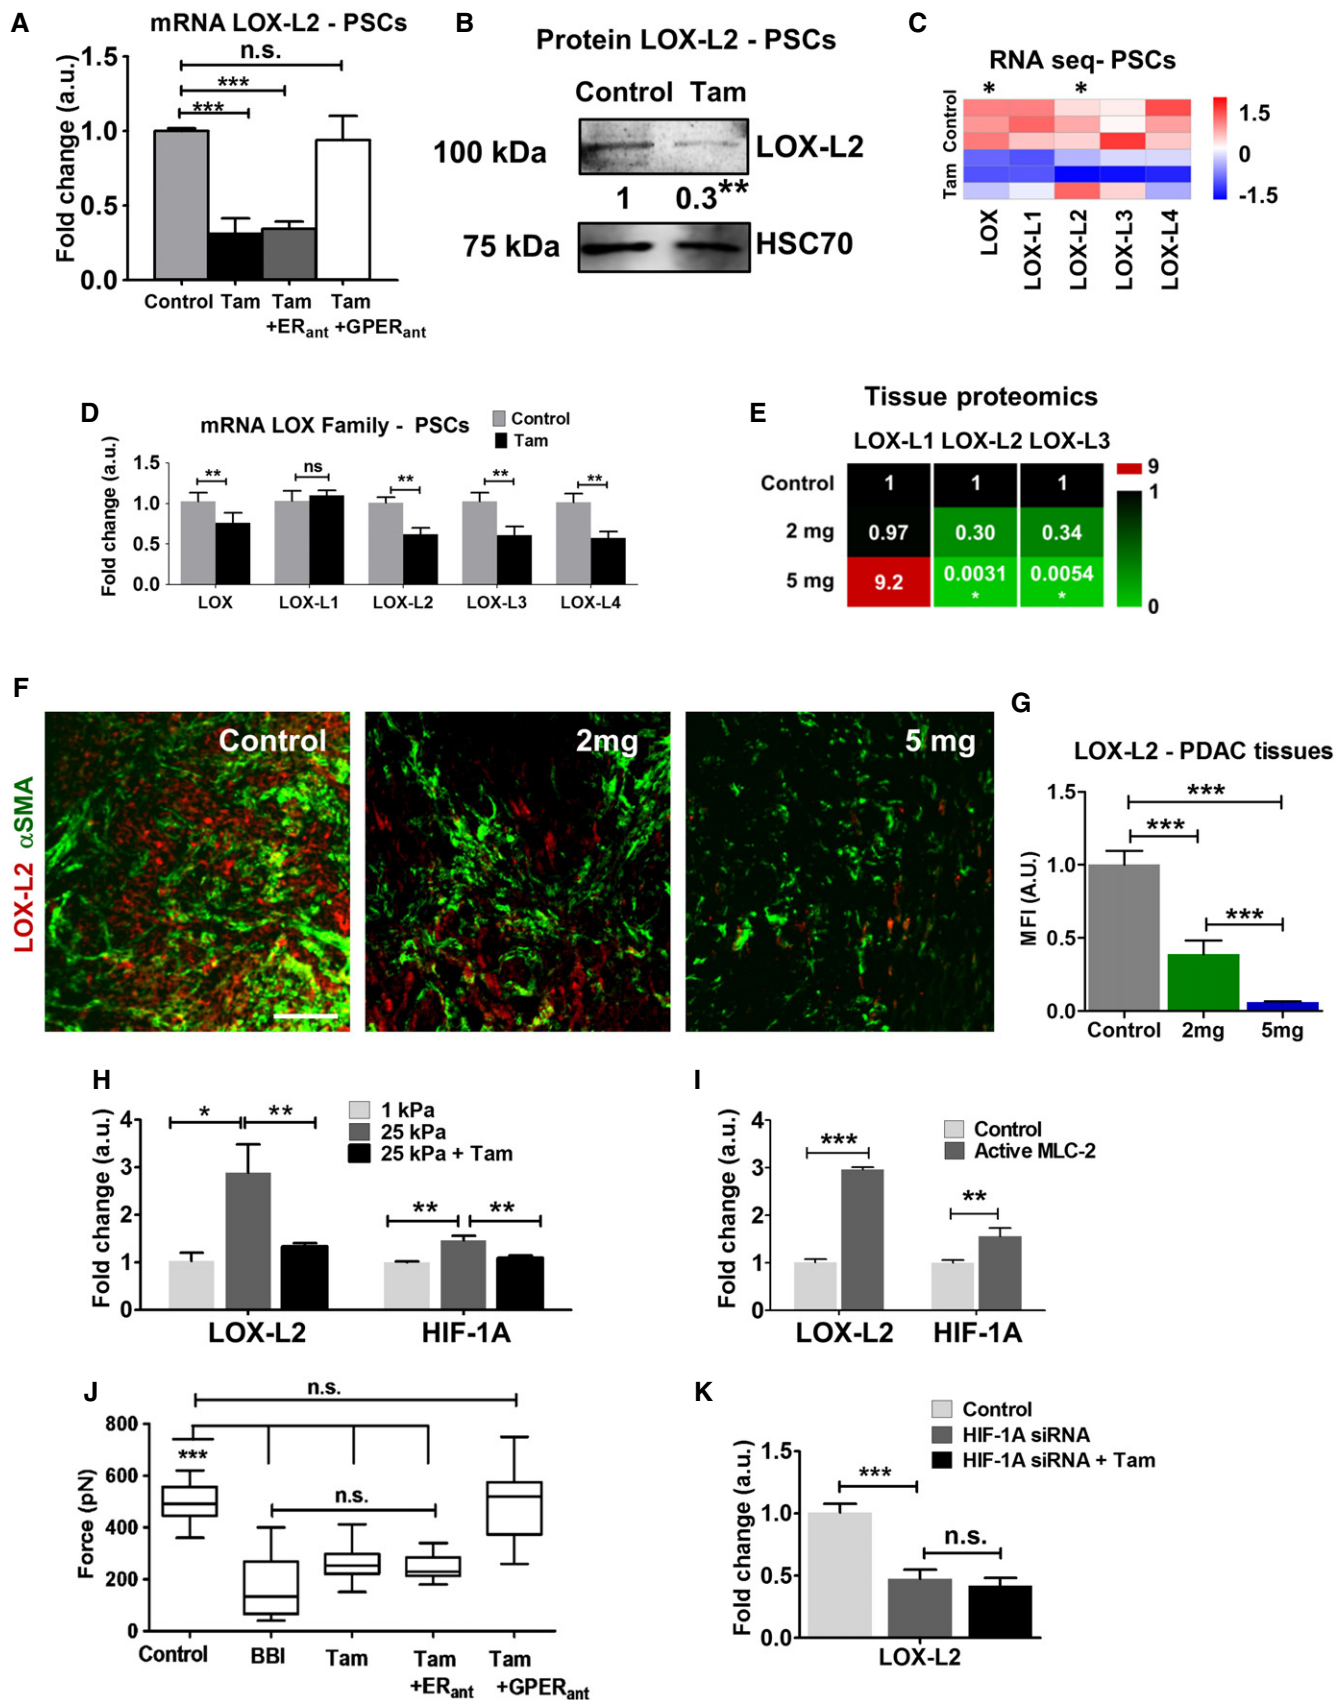 A
mRNA LOX-L2 - PSCs
n.s.
***
***
Fold change (a.u.)
1.5
1.0
0.5
0.0
Control Tam Tam Tam
+ERant +GPERant
B
Protein LOX-L2 - PSCs
Control Tam
100 kDa LOX-L2
1 0.3**
75 kDa HSC70
C
RNA seq- PSCs
* *
Control
Tam
1.5
0
-1.5
LOX
LOX-L1
LOX-L2
LOX-L3
LOX-L4
D
mRNA LOX Family - PSCs
Control
Tam
Fold change (a.u.)
1.5
1.0
0.5
0.0
** ns ** ** **
LOX LOX-L1 LOX-L2 LOX-L3 LOX-L4
E
Tissue proteomics
LOX-L1 LOX-L2 LOX-L3
Control 1 1 1
2 mg 0.97 0.30 0.34
5 mg 9.2 0.0031 0.0054
* *
9
1
0
F
LOX-L2 αSMA
Control
2mg
5 mg
G
LOX-L2 - PDAC tissues
MFI (A.U.)
1.5
1.0
0.5
0.0
***
***
***
Control 2mg 5mg
H
1 kPa
25 kPa
25 kPa + Tam
Fold change (a.u.)
4
3
2
1
0
* **
** **
LOX-L2 HIF-1A
I
Control
Active MLC-2
Fold change (a.u.)
4
3
2
1
0
***
**
LOX-L2 HIF-1A
J
n.s.
***
n.s.
Force (pN)
800
600
400
200
0
Control BBI Tam Tam Tam
+ERant +GPERant
K
Control
HIF-1A siRNA
HIF-1A siRNA + Tam
Fold change (a.u.)
1.5
1.0
0.5
0.0
***
n.s.
LOX-L2